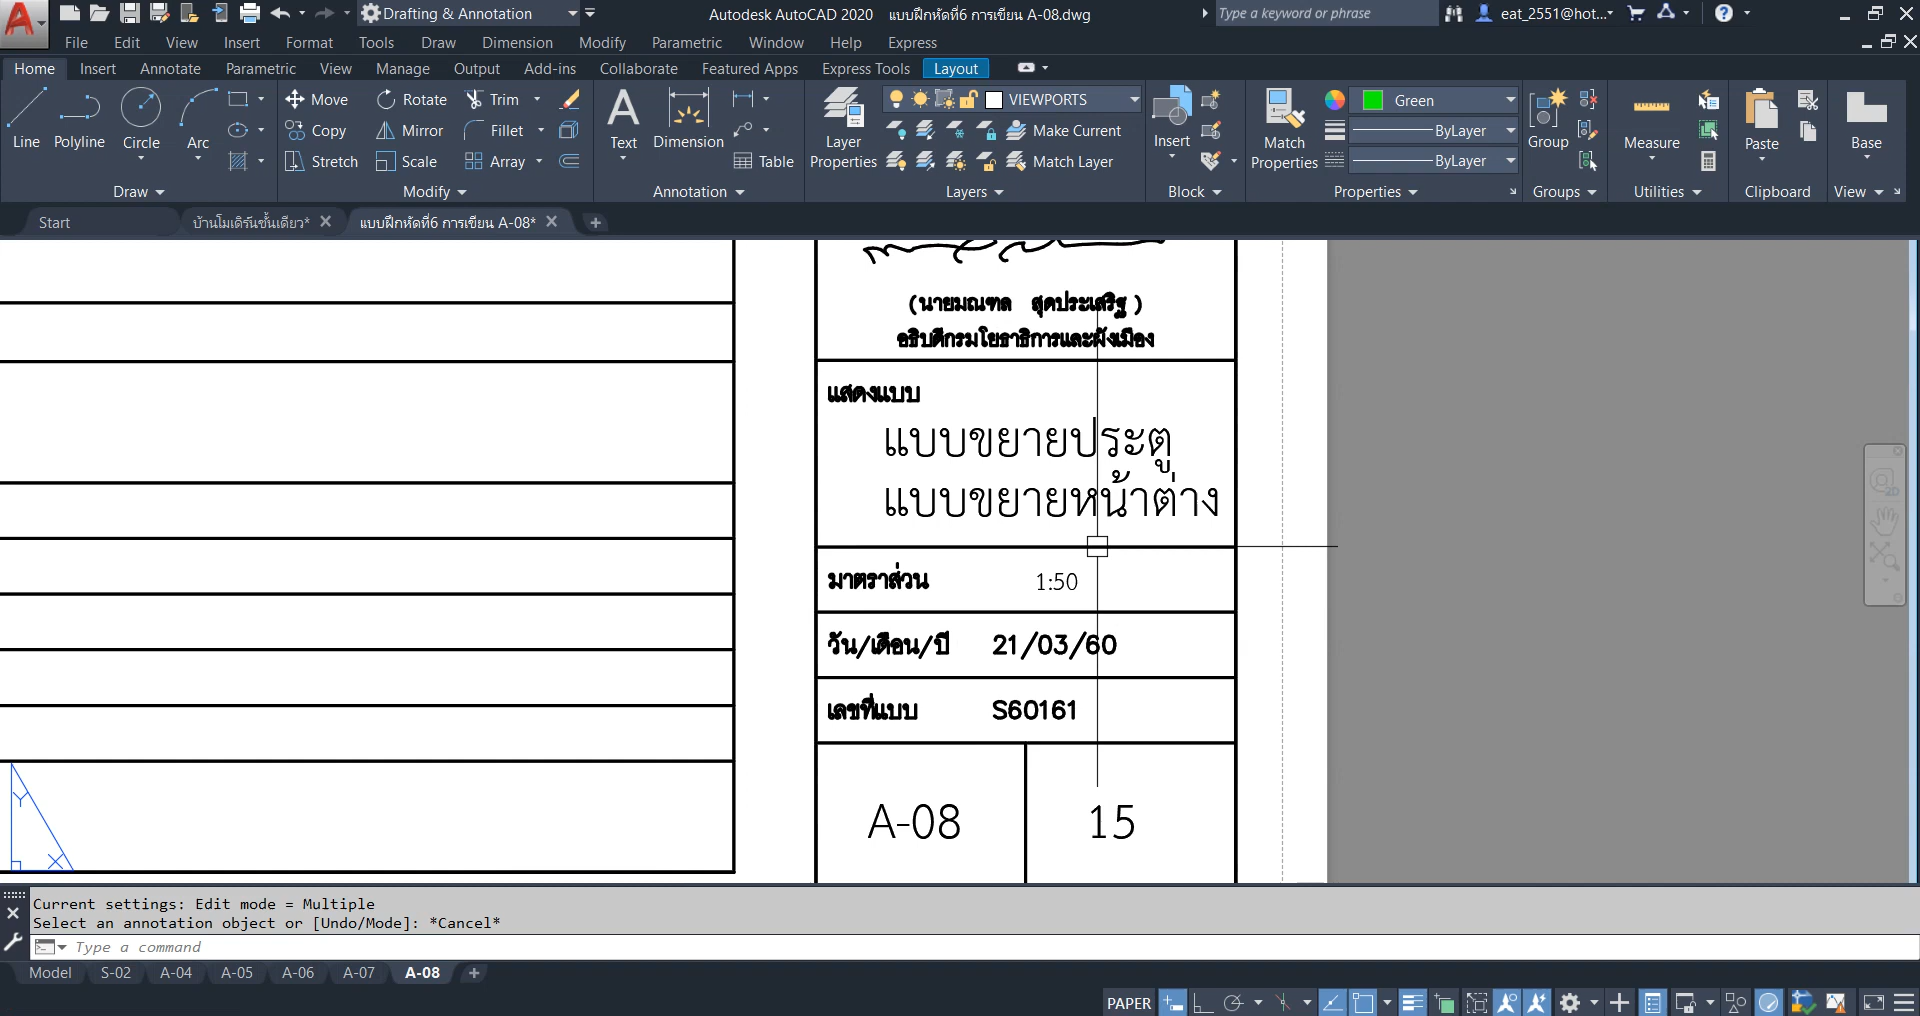 Drafting & Annotation
Autodesk AutoCAD 2020 แบบฝึกหัดที่6 การเขียน A-08.dwg
Type a keyword or phrase
eat_2551@hot...
File Edit View Insert Format Tools Draw Dimension Modify Parametric Window Help Express
Home Insert Annotate Parametric View Manage Output Add-ins Collaborate Featured Apps Express Tools Layout
Line Polyline Circle Arc
Move Rotate Trim
Copy Mirror Fillet
Stretch Scale Array
Text Dimension Table
Layer Properties
VIEWPORTS
Make Current
Match Layer
Insert
Match Properties
Green
ByLayer
ByLayer
Group Measure Paste Base
Draw Modify Annotation Layers Block Properties Groups Utilities Clipboard View
Start บ้านโมเดิร์นชั้นเดียว* แบบฝึกหัดที่6 การเขียน A-08*
(นายมณฑล สุดประเสริฐ )
อธิบดีกรมโยธาธิการและผังเมือง
แสดงแบบ
แบบขยายประตู
แบบขยายหน้าต่าง
มาตราส่วน 1:50
วัน/เดือน/ปี 21/03/60
เลขที่แบบ S60161
A-08 15
Y
X
2D
Current settings: Edit mode = Multiple
Select an annotation object or [Undo/Mode]: *Cancel*
Type a command
Model S-02 A-04 A-05 A-06 A-07 A-08
PAPER